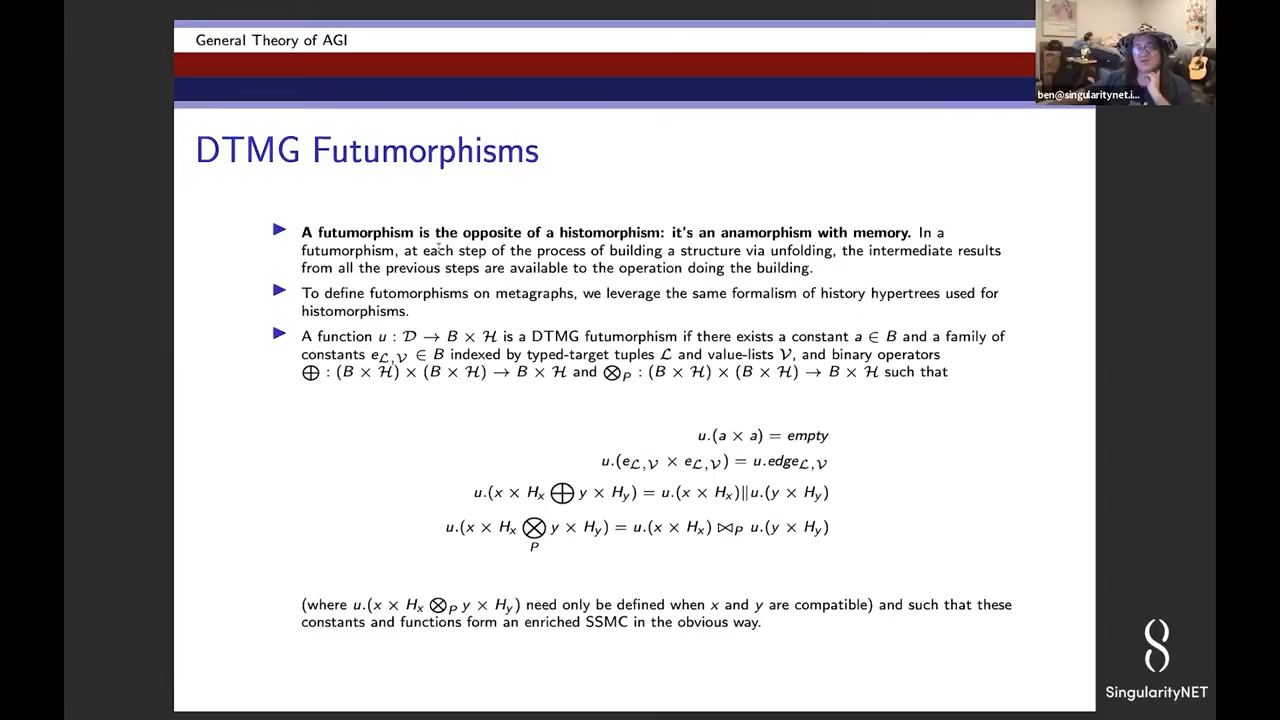 General Theory of AGI
ben@singularitynet.i...
DTMG Futumorphisms
A futumorphism is the opposite of a histomorphism: it's an anamorphism with memory. In a
futumorphism, at each step of the process of building a structure via unfolding, the intermediate results
from all the previous steps are available to the operation doing the building.
To define futomorphisms on metagraphs, we leverage the same formalism of history hypertrees used for
histomorphisms.
A function u : 𝒟 → B × ℋ is a DTMG futumorphism if there exists a constant a ∈ B and a family of
constants e_{ℒ,𝒱} ∈ B indexed by typed-target tuples ℒ and value-lists 𝒱, and binary operators
⊕ : (B × ℋ) × (B × ℋ) → B × ℋ and ⊗_P : (B × ℋ) × (B × ℋ) → B × ℋ such that
u.(a × a) = empty
u.(e_{ℒ,𝒱} × e_{ℒ,𝒱}) = u.edge_{ℒ,𝒱}
u.(x × H_x ⊕ y × H_y) = u.(x × H_x)‖u.(y × H_y)
u.(x × H_x ⊗_P y × H_y) = u.(x × H_x) ⋈_P u.(y × H_y)
(where u.(x × H_x ⊗_P y × H_y) need only be defined when x and y are compatible) and such that these
constants and functions form an enriched SSMC in the obvious way.
SingularityNET